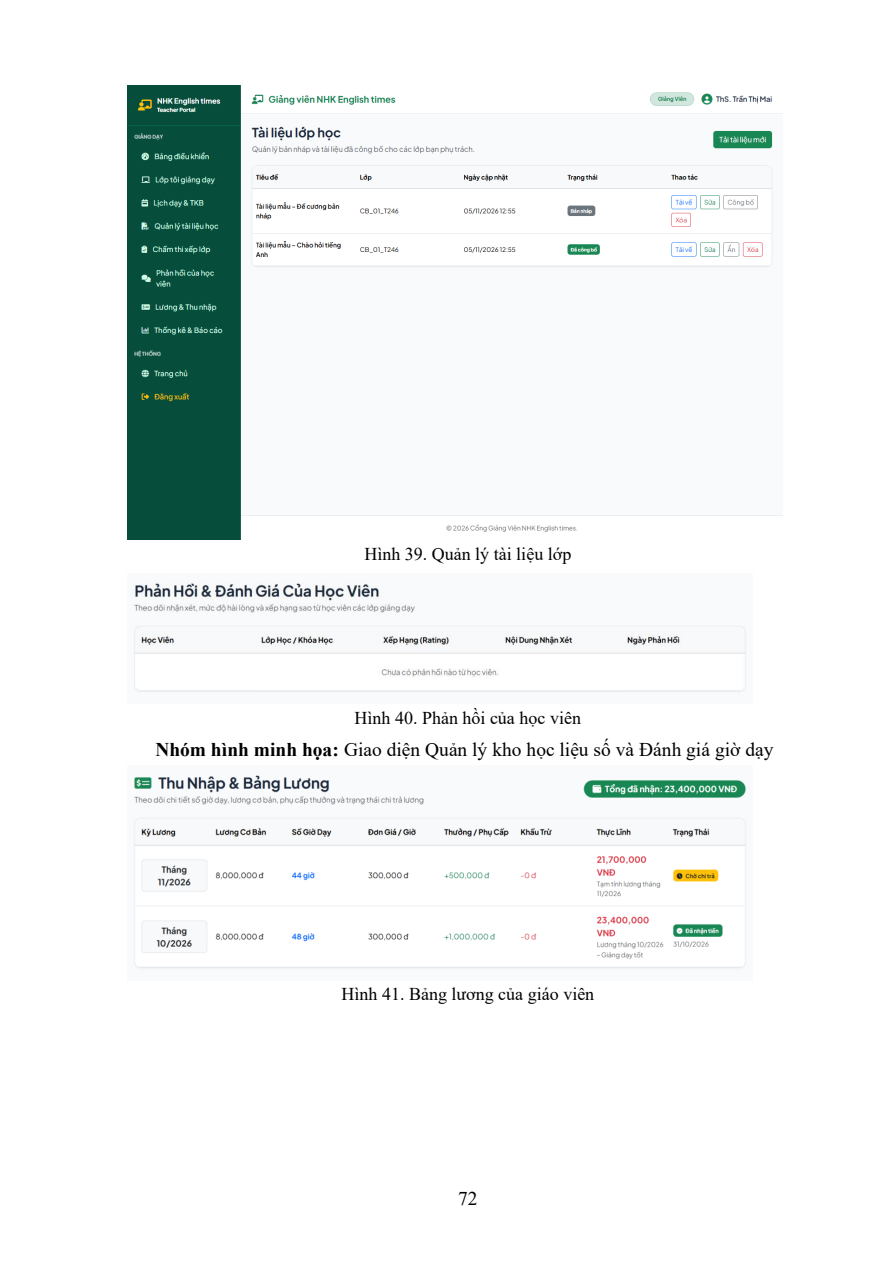 NHK English times
Teacher Portal
GIẢNG DẠY
Bảng điều khiển
Lớp tôi giảng dạy
Lịch dạy & TKB
Quản lý tài liệu học
Chấm thi xếp lớp
Phản hồi của học
viên
Lương & Thu nhập
Thống kê & Báo cáo
HỆ THỐNG
Trang chủ
Đăng xuất
Giảng viên NHK English times
Giảng Viên
ThS. Trần Thị Mai
Tài liệu lớp học
Quản lý bản nháp và tài liệu đã công bố cho các lớp bạn phụ trách.
Tải tài liệu mới
Tiêu đề Lớp Ngày cập nhật Trạng thái Thao tác
Tài liệu mẫu – Đề cương bản
nháp
CB_01_T246 05/11/2026 12:55 Bản nháp Tải về Sửa Công bố
Xóa
Tài liệu mẫu – Chào hỏi tiếng
Anh
CB_01_T246 05/11/2026 12:55 Đã công bố Tải về Sửa Ẩn Xóa
© 2026 Cổng Giảng Viên NHK English times.
Hình 39. Quản lý tài liệu lớp
Phản Hồi & Đánh Giá Của Học Viên
Theo dõi nhận xét, mức độ hài lòng và xếp hạng sao từ học viên các lớp giảng dạy
Học Viên Lớp Học / Khóa Học Xếp Hạng (Rating) Nội Dung Nhận Xét Ngày Phản Hồi
Chưa có phản hồi nào từ học viên.
Hình 40. Phản hồi của học viên
Nhóm hình minh họa: Giao diện Quản lý kho học liệu số và Đánh giá giờ dạy
Thu Nhập & Bảng Lương
Theo dõi chi tiết số giờ dạy, lương cơ bản, phụ cấp thưởng và trạng thái chi trả lương
Tổng đã nhận: 23,400,000 VNĐ
Kỳ Lương Lương Cơ Bản Số Giờ Dạy Đơn Giá / Giờ Thưởng / Phụ Cấp Khấu Trừ Thực Lĩnh Trạng Thái
Tháng
11/2026
8,000,000 đ 44 giờ 300,000 đ +500,000 đ -0 đ
21,700,000
VNĐ
Tạm tính lương tháng
11/2026
Chờ chi trả
Tháng
10/2026
8,000,000 đ 48 giờ 300,000 đ +1,000,000 đ -0 đ
23,400,000
VNĐ
Lương tháng 10/2026
- Giảng dạy tốt
Đã nhận tiền
31/10/2026
Hình 41. Bảng lương của giáo viên
72